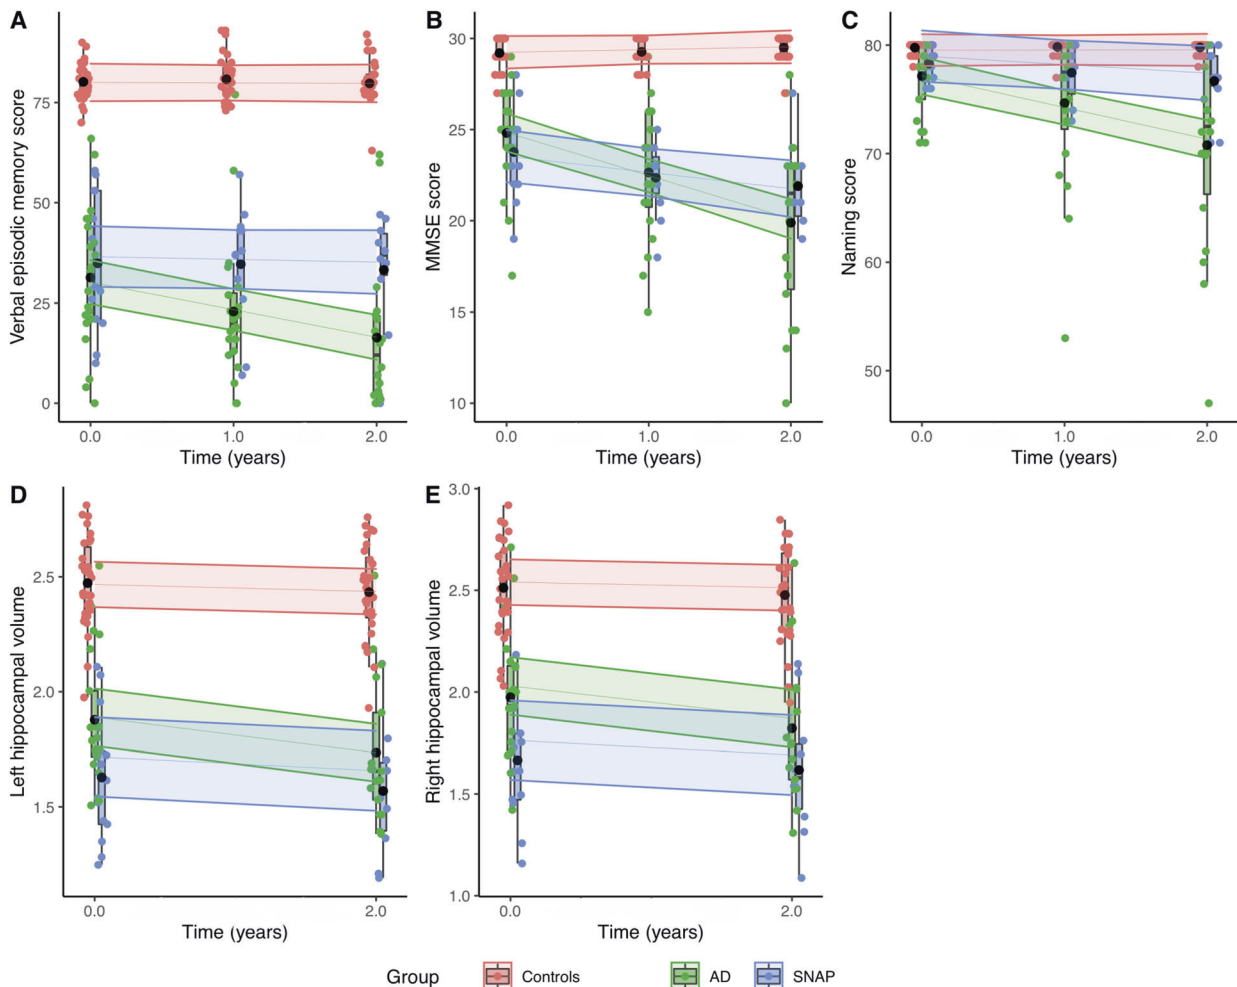 A
Verbal episodic memory score
75
50
25
0
0.0 1.0 2.0
Time (years)
B
MMSE score
30
25
20
15
10
0.0 1.0 2.0
Time (years)
C
Naming score
80
70
60
50
0.0 1.0 2.0
Time (years)
D
Left hippocampal volume
2.5
2.0
1.5
0.0 2.0
Time (years)
E
Right hippocampal volume
3.0
2.5
2.0
1.5
1.0
0.0 2.0
Time (years)
Group Controls AD SNAP